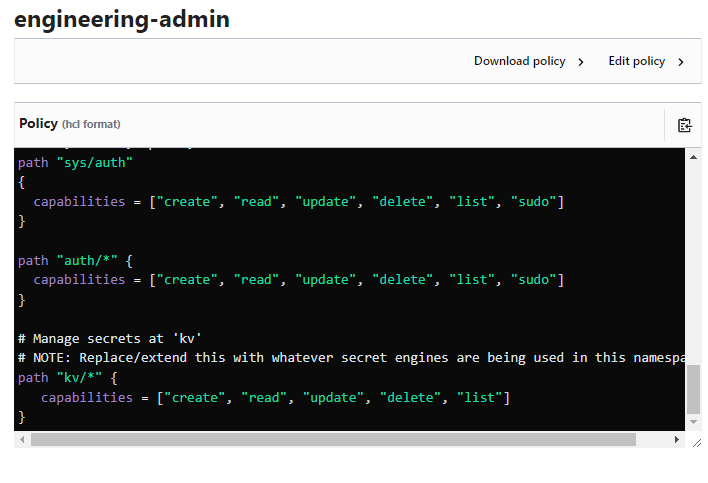 engineering-admin
Download policy
Edit policy
Policy (hcl format)
path "sys/auth"
{
  capabilities = ["create", "read", "update", "delete", "list", "sudo"]
}
path "auth/*" {
  capabilities = ["create", "read", "update", "delete", "list", "sudo"]
}
# Manage secrets at 'kv'
# NOTE: Replace/extend this with whatever secret engines are being used in this namespa
path "kv/*" {
   capabilities = ["create", "read", "update", "delete", "list"]
}